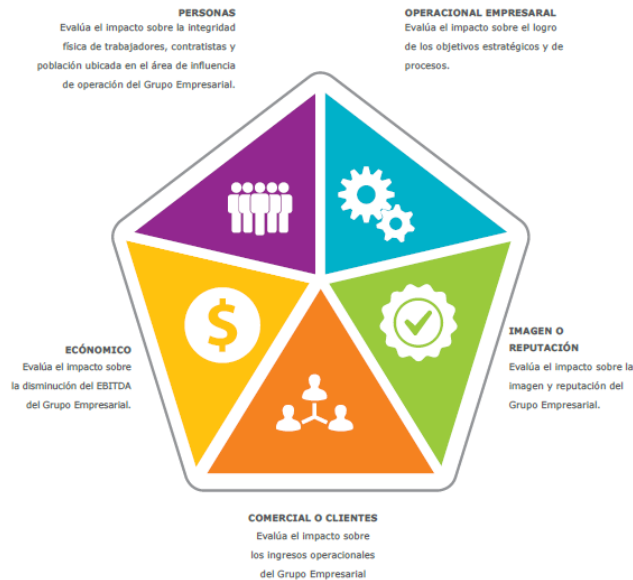 PERSONAS
Evalúa el impacto sobre la integridad
física de trabajadores, contratistas y
población ubicada en el área de influencia
de operación del Grupo Empresarial.
OPERACIONAL EMPRESARAL
Evalúa el impacto sobre el logro
de los objetivos estratégicos y de
procesos.
$
ECÓNOMICO
Evalúa el impacto sobre
la disminución del EBITDA
del Grupo Empresarial.
IMAGEN O
REPUTACIÓN
Evalúa el impacto sobre la
imagen y reputación del
Grupo Empresarial.
COMERCIAL O CLIENTES
Evalúa el impacto sobre
los ingresos operacionales
del Grupo Empresarial